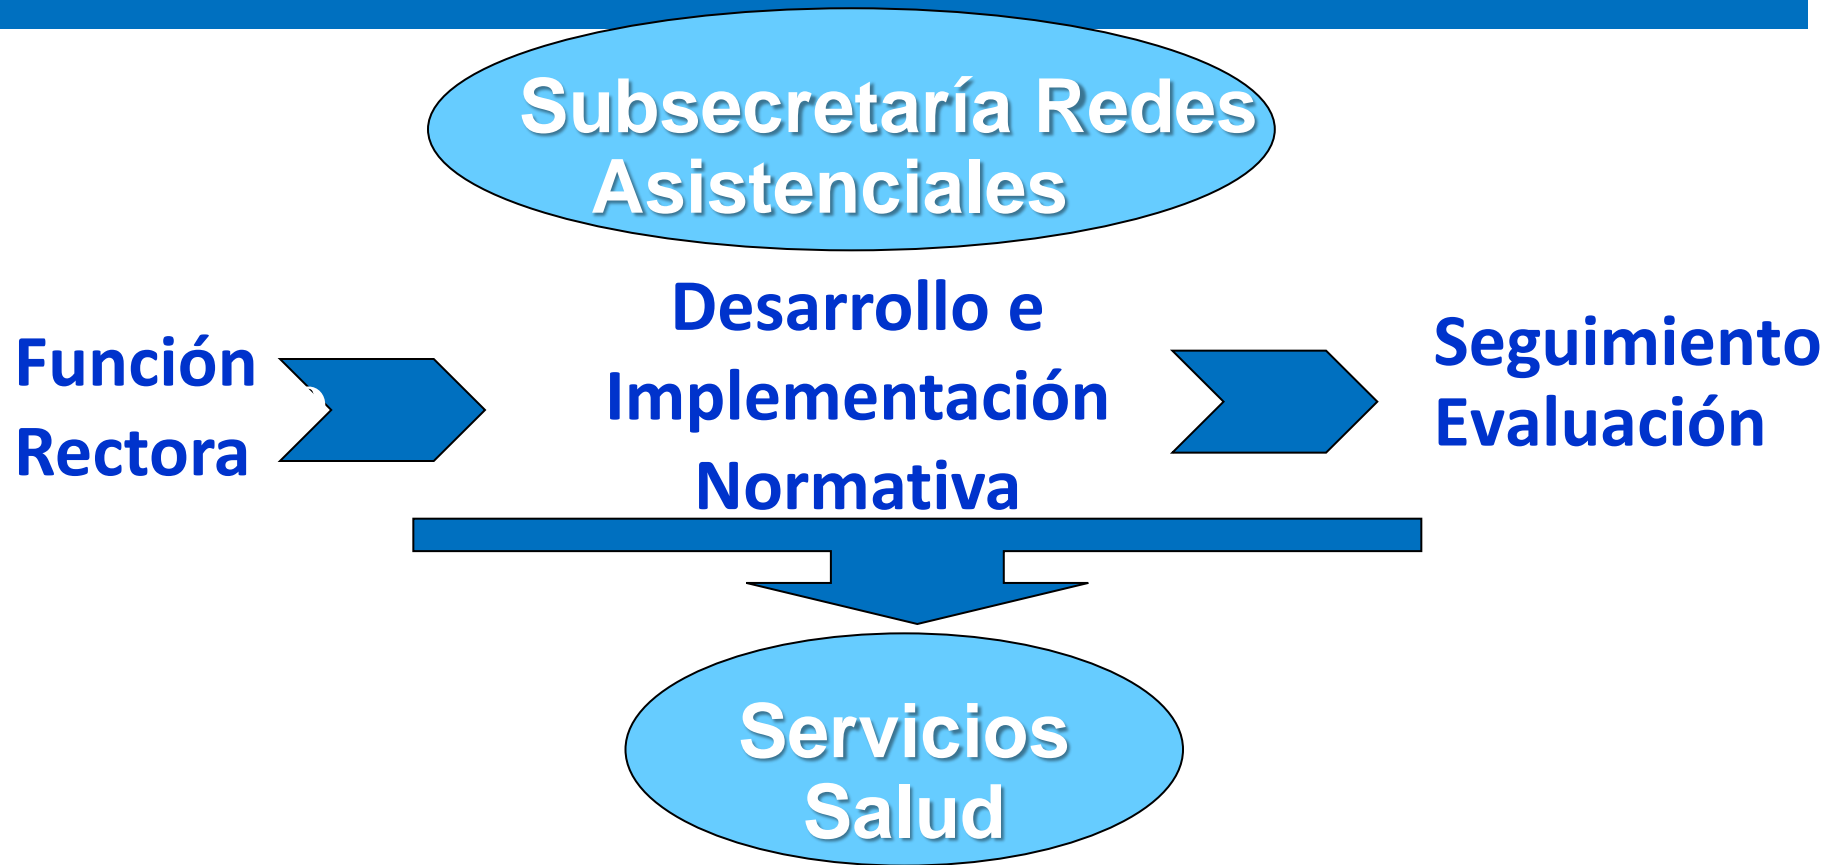 Subsecretaría Redes
Asistenciales
Función
Rectora
Desarrollo e
Implementación
Normativa
Seguimiento
Evaluación
Servicios
Salud